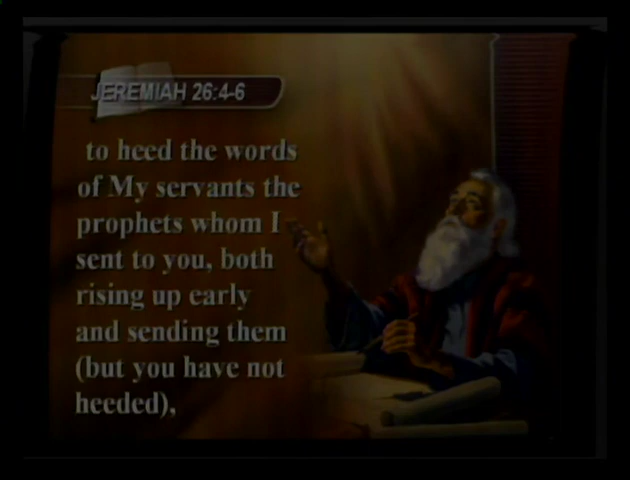 JEREMIAH 26:4-6
to heed the words
of My servants the
prophets whom I
sent to you, both
rising up early
and sending them
(but you have not
heeded),